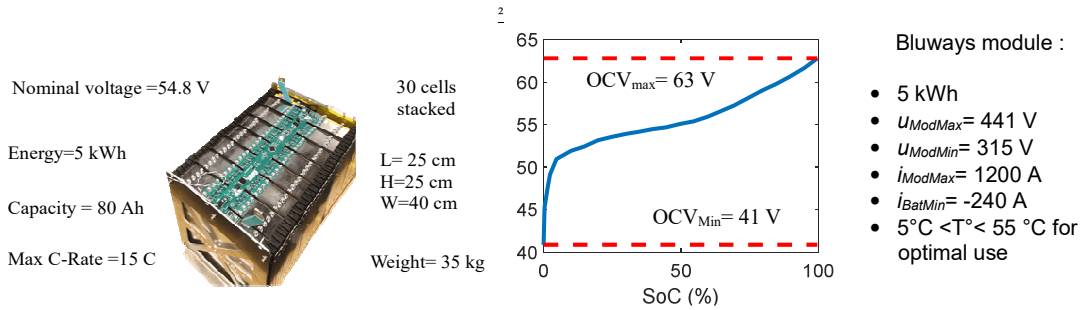 2
Nominal voltage =54.8 V
Energy=5 kWh
Capacity = 80 Ah
Max C-Rate =15 C
30 cells
stacked
L= 25 cm
H=25 cm
W=40 cm
Weight= 35 kg
65
60
55
50
45
40
OCVmax= 63 V
OCVMin= 41 V
0
50
100
SoC (%)
Bluways module :
• 5 kWh
• uModMax= 441 V
• uModMin= 315 V
• iModMax= 1200 A
• iBatMin= -240 A
• 5°C <T°< 55 °C for
optimal use